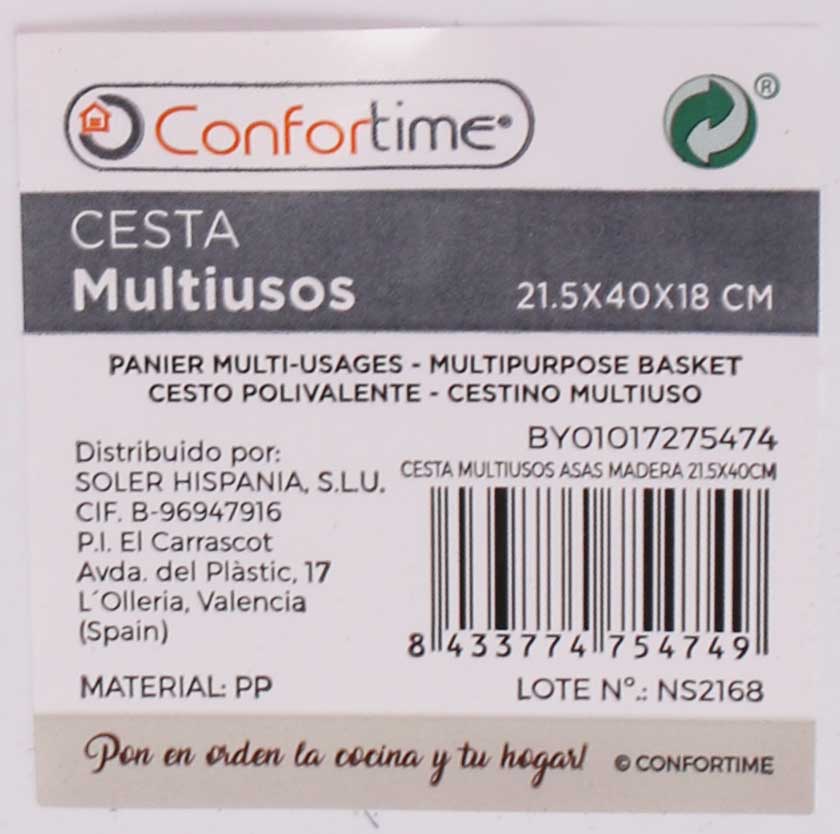 Confortime®
®
CESTA
Multiusos
21.5X40X18 CM
PANIER MULTI-USAGES - MULTIPURPOSE BASKET
CESTO POLIVALENTE - CESTINO MULTIUSO
Distribuido por:
SOLER HISPANIA, S.L.U.
CIF. B-96947916
P.I. El Carrascot
Avda. del Plàstic, 17
L´Olleria, Valencia
(Spain)
MATERIAL: PP
BY01017275474
CESTA MULTIUSOS ASAS MADERA 21.5X40CM
8 433774 754749
LOTE Nº.: NS2168
Pon en orden la cocina y tu hogar!
© CONFORTIME